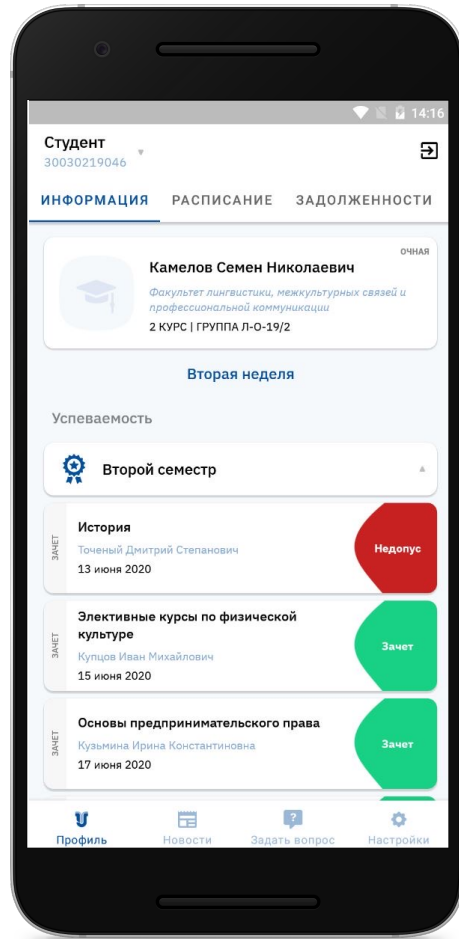 14:16
Студент
30030219046
ИНФОРМАЦИЯ РАСПИСАНИЕ ЗАДОЛЖЕННОСТИ
ОЧНАЯ
Камелов Семен Николаевич
Факультет лингвистики, межкультурных связей и
профессиональной коммуникации
2 КУРС | ГРУППА Л-О-19/2
Вторая неделя
Успеваемость
Второй семестр
ЗАЧЕТ
История
Точеный Дмитрий Степанович
13 июня 2020
Недопус
ЗАЧЕТ
Элективные курсы по физической
культуре
Купцов Иван Михайлович
15 июня 2020
Зачет
ЗАЧЕТ
Основы предпринимательского права
Кузьмина Ирина Константиновна
17 июня 2020
Зачет
Профиль Новости Задать вопрос Настройки